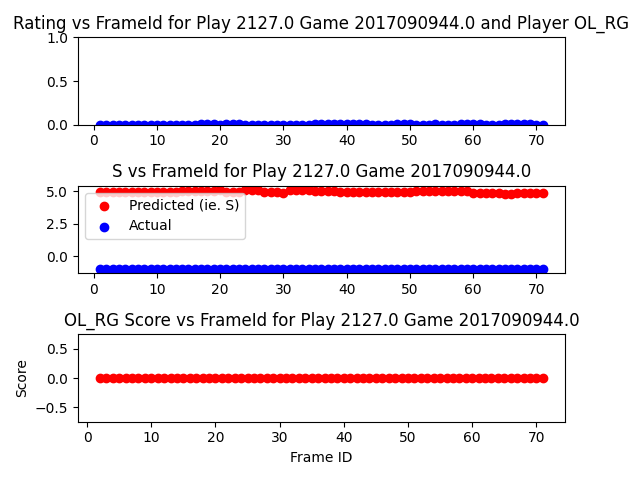 Rating vs FrameId for Play 2127.0 Game 2017090944.0 and Player OL_RG
1.0
0.5
0.0
0 10 20 30 40 50 60 70
S vs FrameId for Play 2127.0 Game 2017090944.0
5.0
2.5
0.0
Predicted (ie. S)
Actual
0 10 20 30 40 50 60 70
OL_RG Score vs FrameId for Play 2127.0 Game 2017090944.0
Score
0.5
0.0
−0.5
0 10 20 30 40 50 60 70
Frame ID